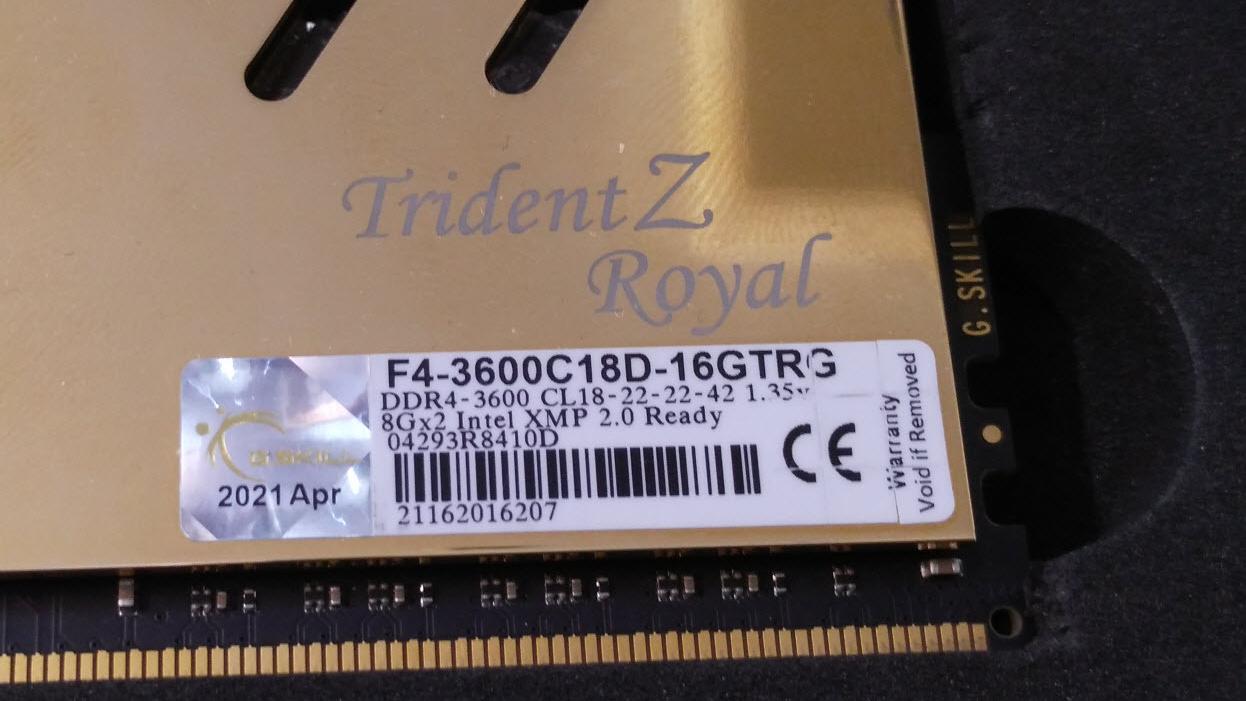 Trident Z
Royal
G.SKILL
F4-3600C18D-16GTRG
DDR4-3600 CL18-22-22-42 1.35v
8Gx2 Intel XMP 2.0 Ready
04293R8410D
21162016207
G.SKILL
2021 Apr
CE
Warranty
Void if Removed